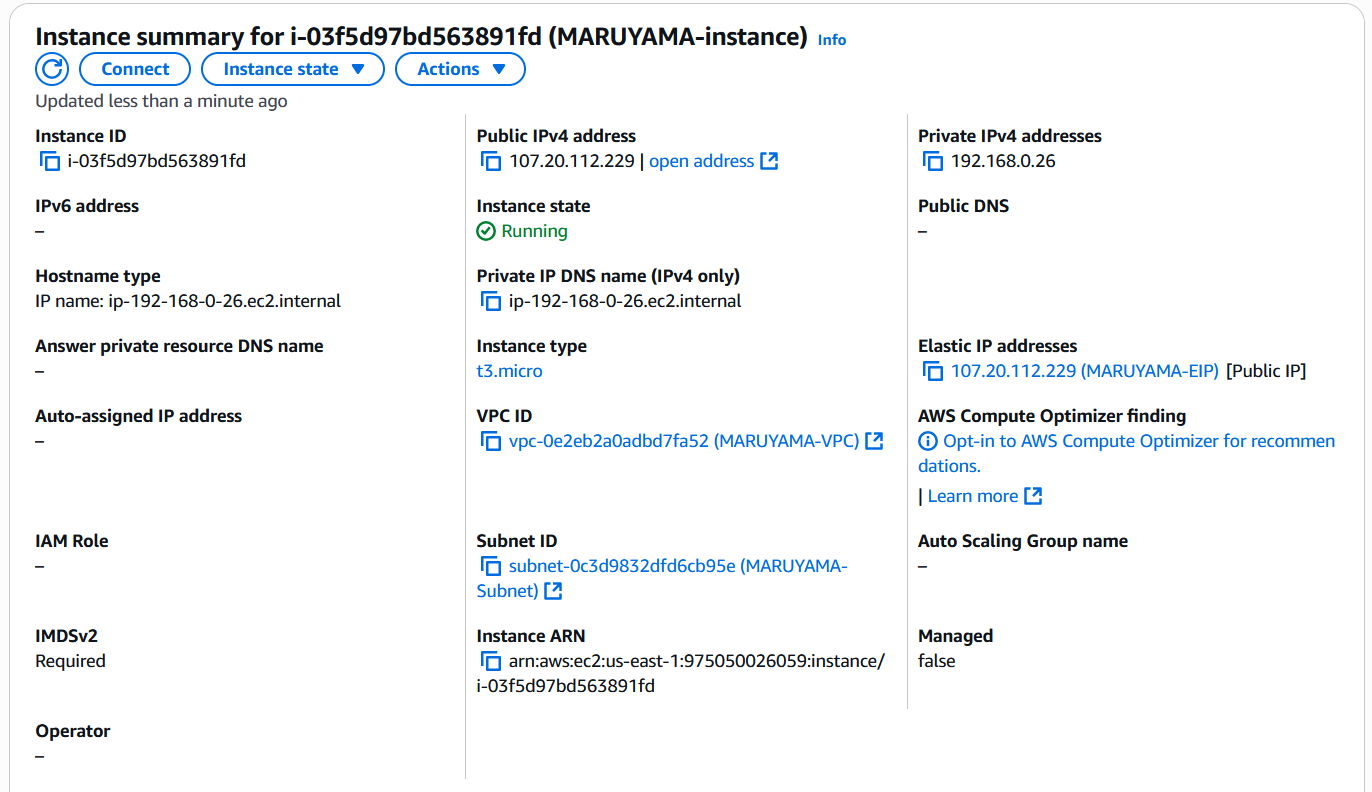 Instance summary for i-03f5d97bd563891fd (MARUYAMA-instance) Info
Connect Instance state Actions
Updated less than a minute ago
Instance ID
i-03f5d97bd563891fd
Public IPv4 address
107.20.112.229 | open address
Private IPv4 addresses
192.168.0.26
IPv6 address
–
Instance state
Running
Public DNS
–
Hostname type
IP name: ip-192-168-0-26.ec2.internal
Private IP DNS name (IPv4 only)
ip-192-168-0-26.ec2.internal
Answer private resource DNS name
–
Instance type
t3.micro
Elastic IP addresses
107.20.112.229 (MARUYAMA-EIP) [Public IP]
Auto-assigned IP address
–
VPC ID
vpc-0e2eb2a0adbd7fa52 (MARUYAMA-VPC)
AWS Compute Optimizer finding
Opt-in to AWS Compute Optimizer for recommen
dations.
| Learn more
IAM Role
–
Subnet ID
subnet-0c3d9832dfd6cb95e (MARUYAMA-
Subnet)
Auto Scaling Group name
–
IMDSv2
Required
Instance ARN
arn:aws:ec2:us-east-1:975050026059:instance/
i-03f5d97bd563891fd
Managed
false
Operator
–